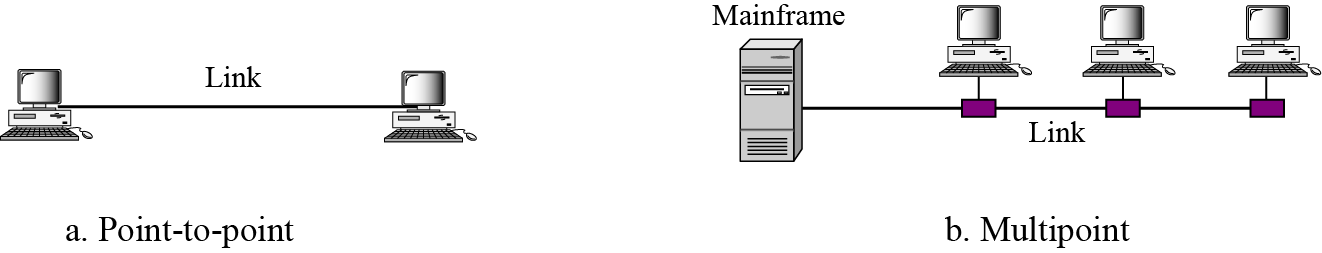 Link
a. Point-to-point
Mainframe
Link
b. Multipoint